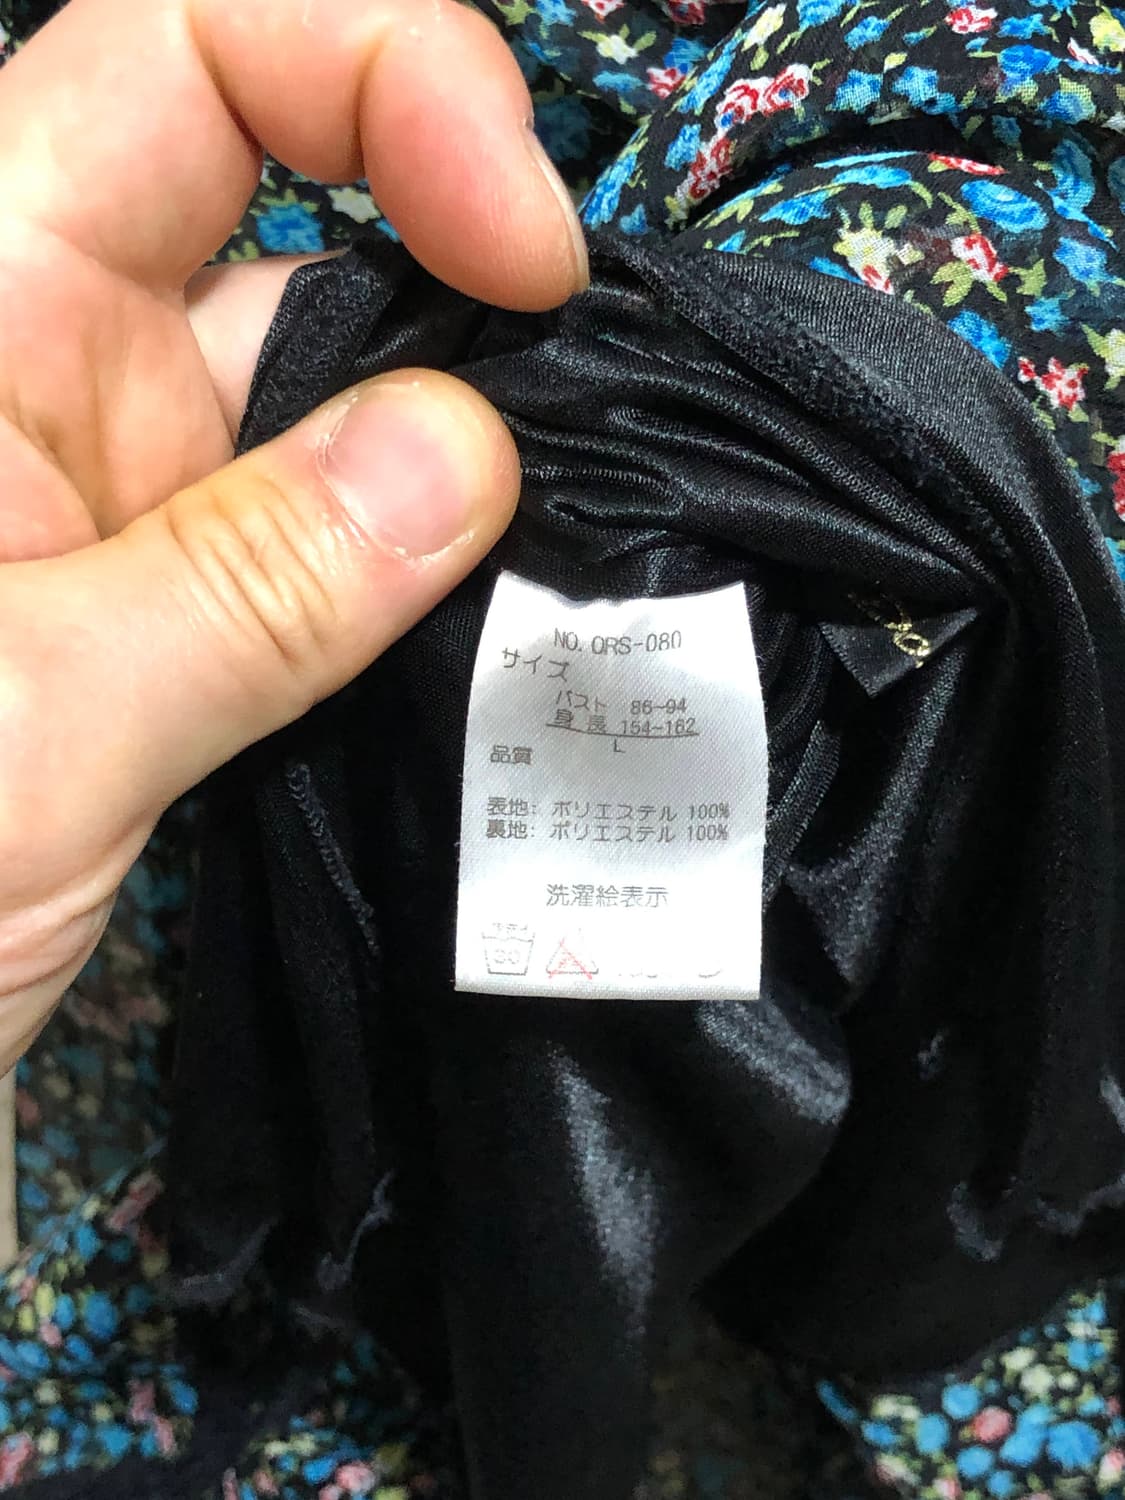 NO. ORS-080
サイズ
バスト 86-94
身 長 154-162
L
品質
表地: ポリエステル 100%
裏地: ポリエステル 100%
洗濯絵表示
30